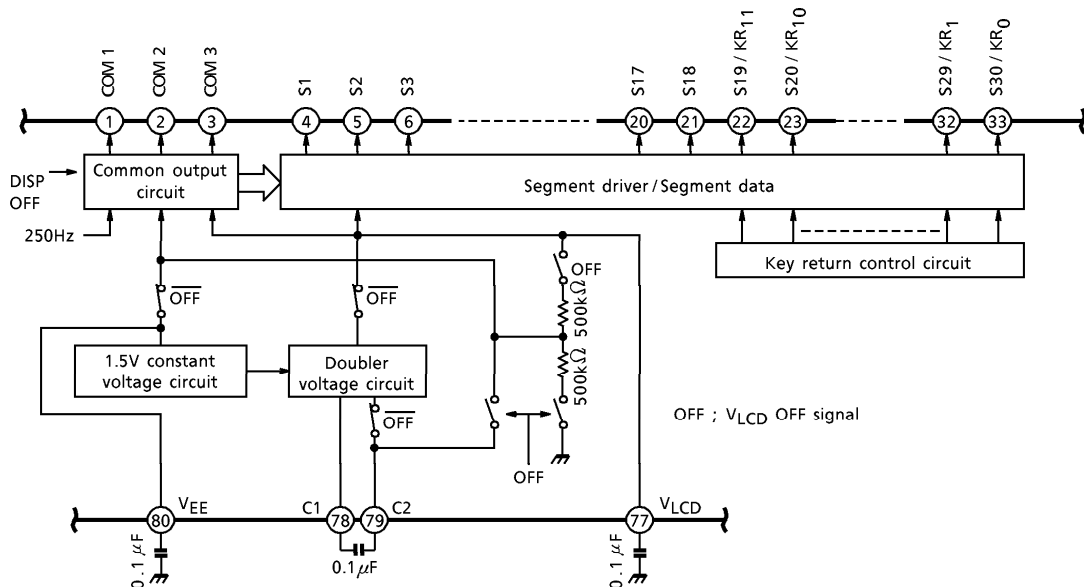 COM 1
COM 2
COM 3
S1
S2
S3
S17
S18
S19 / KR11
S20 / KR10
S29 / KR1
S30 / KR0
1
2
3
4
5
6
20
21
22
23
32
33
DISP
OFF
Common output
circuit
Segment driver / Segment data
250Hz
Key return control circuit
OFF
OFF
OFF
500kΩ
500kΩ
1.5V constant
voltage circuit
Doubler
voltage circuit
OFF
OFF
OFF ; VLCD OFF signal
VEE
C1
C2
VLCD
80
78
79
77
0.1 μF
0.1μF
0.1 μF